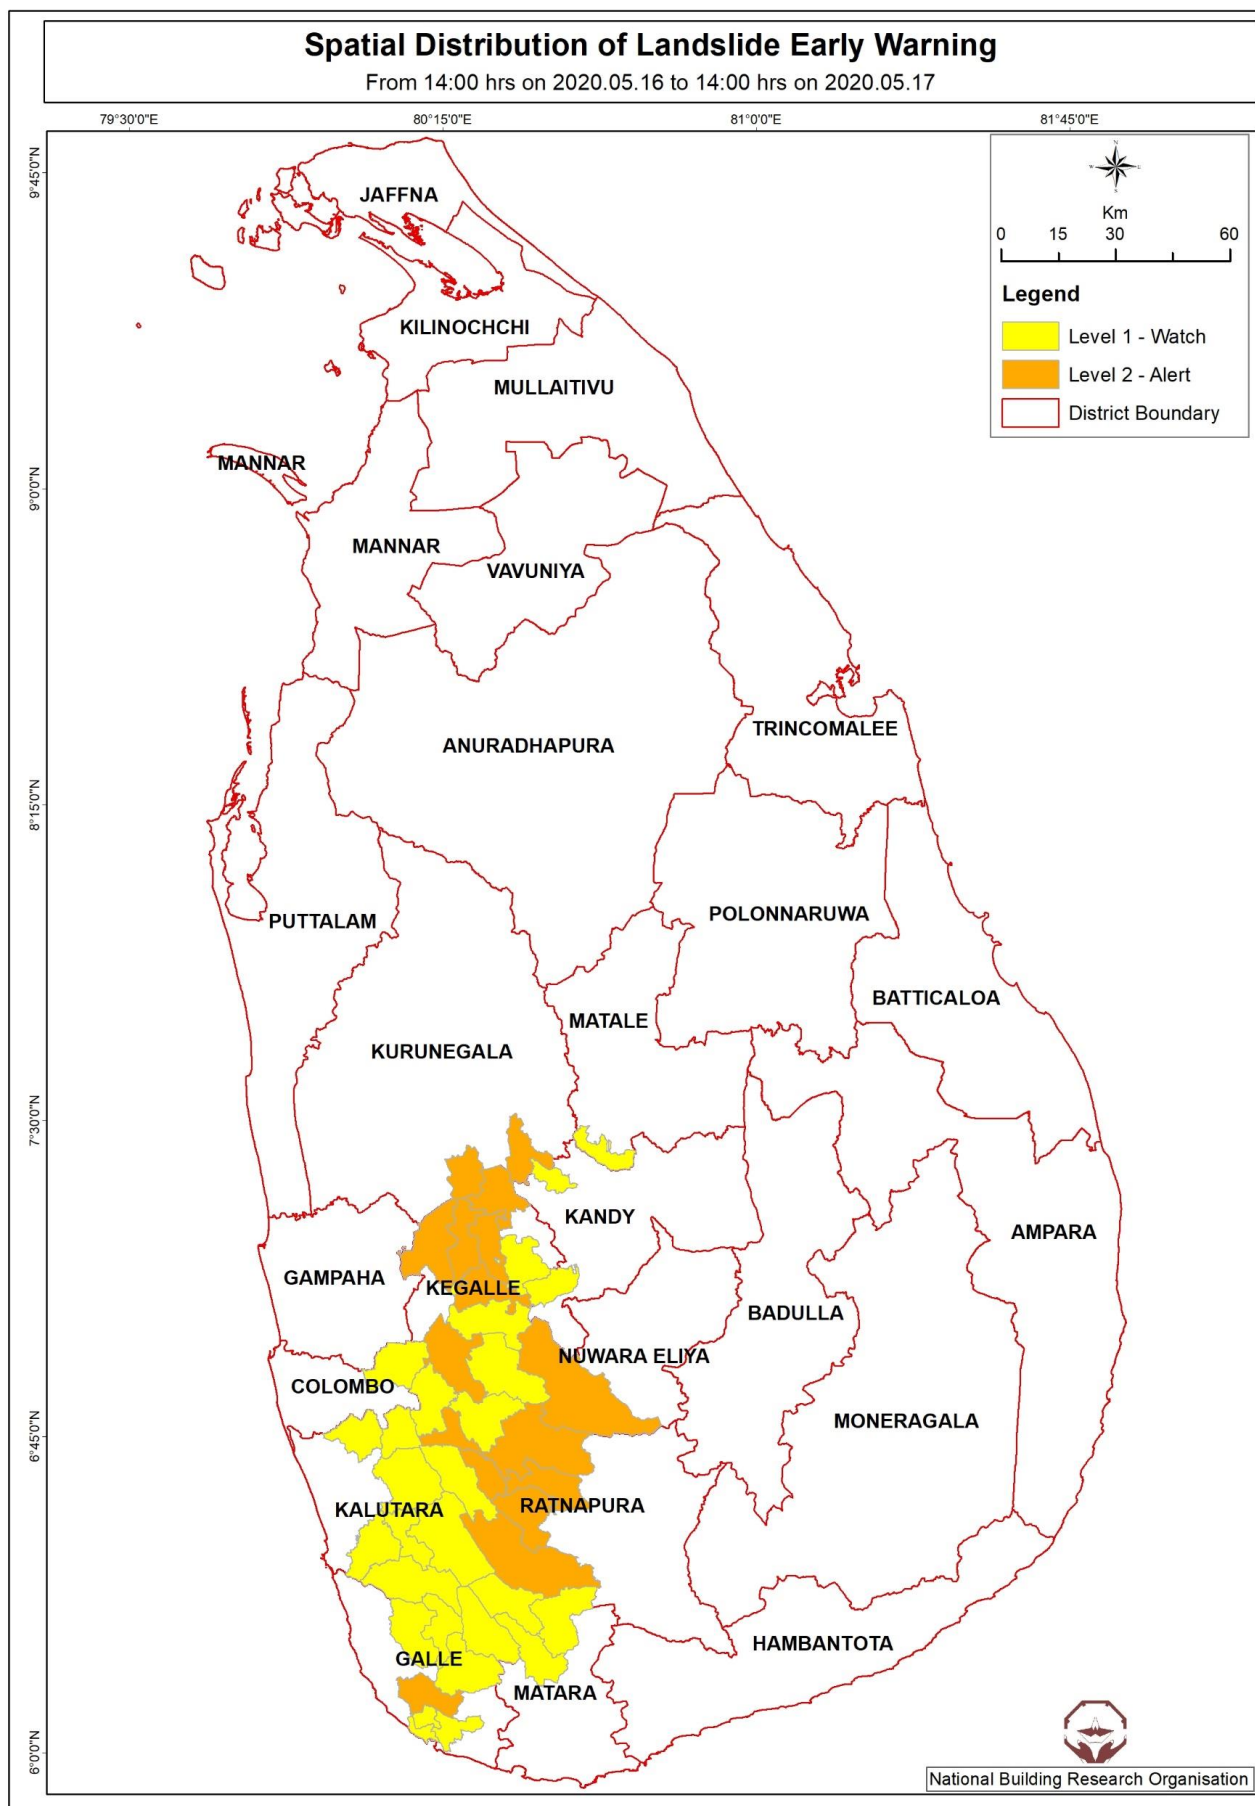 Spatial Distribution of Landslide Early Warning
From 14:00 hrs on 2020.05.16 to 14:00 hrs on 2020.05.17
79°30'0"E 80°15'0"E 81°0'0"E 81°45'0"E
N
W E
S
Km
0 15 30 60
Legend
Level 1 - Watch
Level 2 - Alert
District Boundary
9°45'0"N
9°0'0"N
8°15'0"N
7°30'0"N
6°45'0"N
6°0'0"N
JAFFNA
KILINOCHCHI
MULLAITIVU
MANNAR
MANNAR
VAVUNIYA
TRINCOMALEE
ANURADHAPURA
PUTTALAM
POLONNARUWA
BATTICALOA
MATALE
KURUNEGALA
KANDY
AMPARA
GAMPAHA
KEGALLE
BADULLA
NUWARA ELIYA
COLOMBO
MONERAGALA
KALUTARA
RATNAPURA
HAMBANTOTA
GALLE
MATARA
National Building Research Organisation